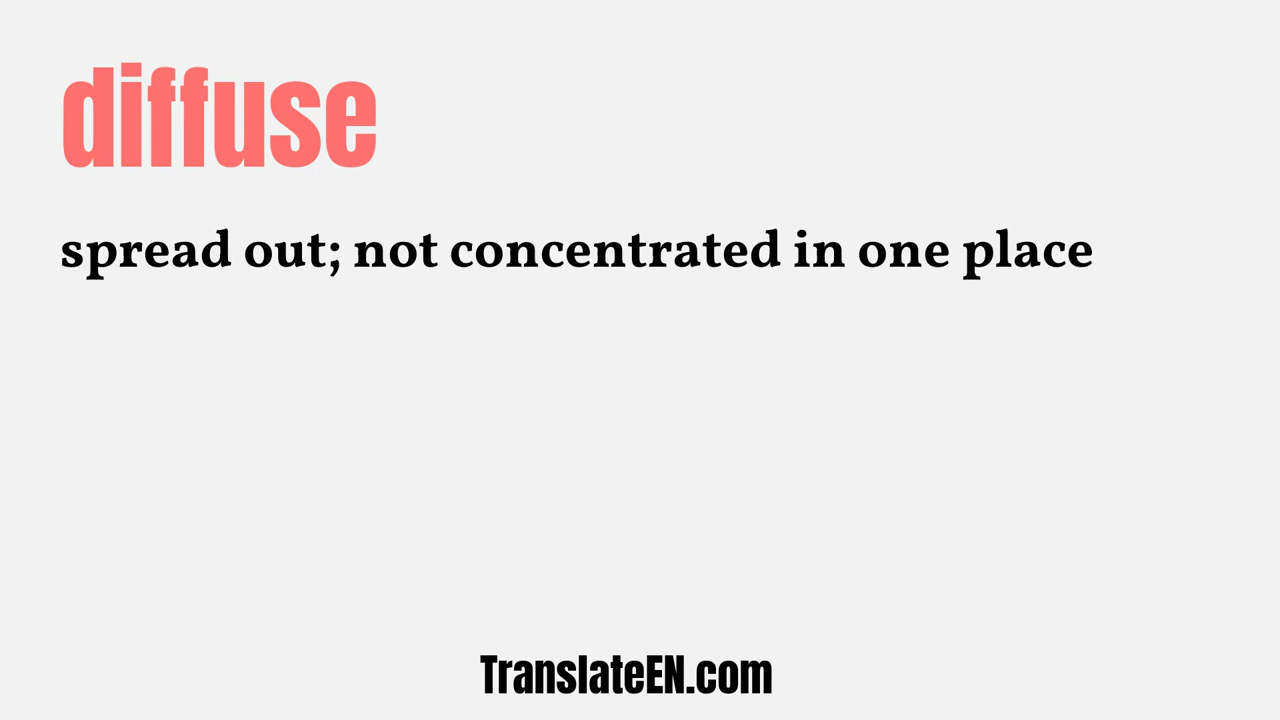 diffuse
spread out; not concentrated in one place
TranslateEN.com